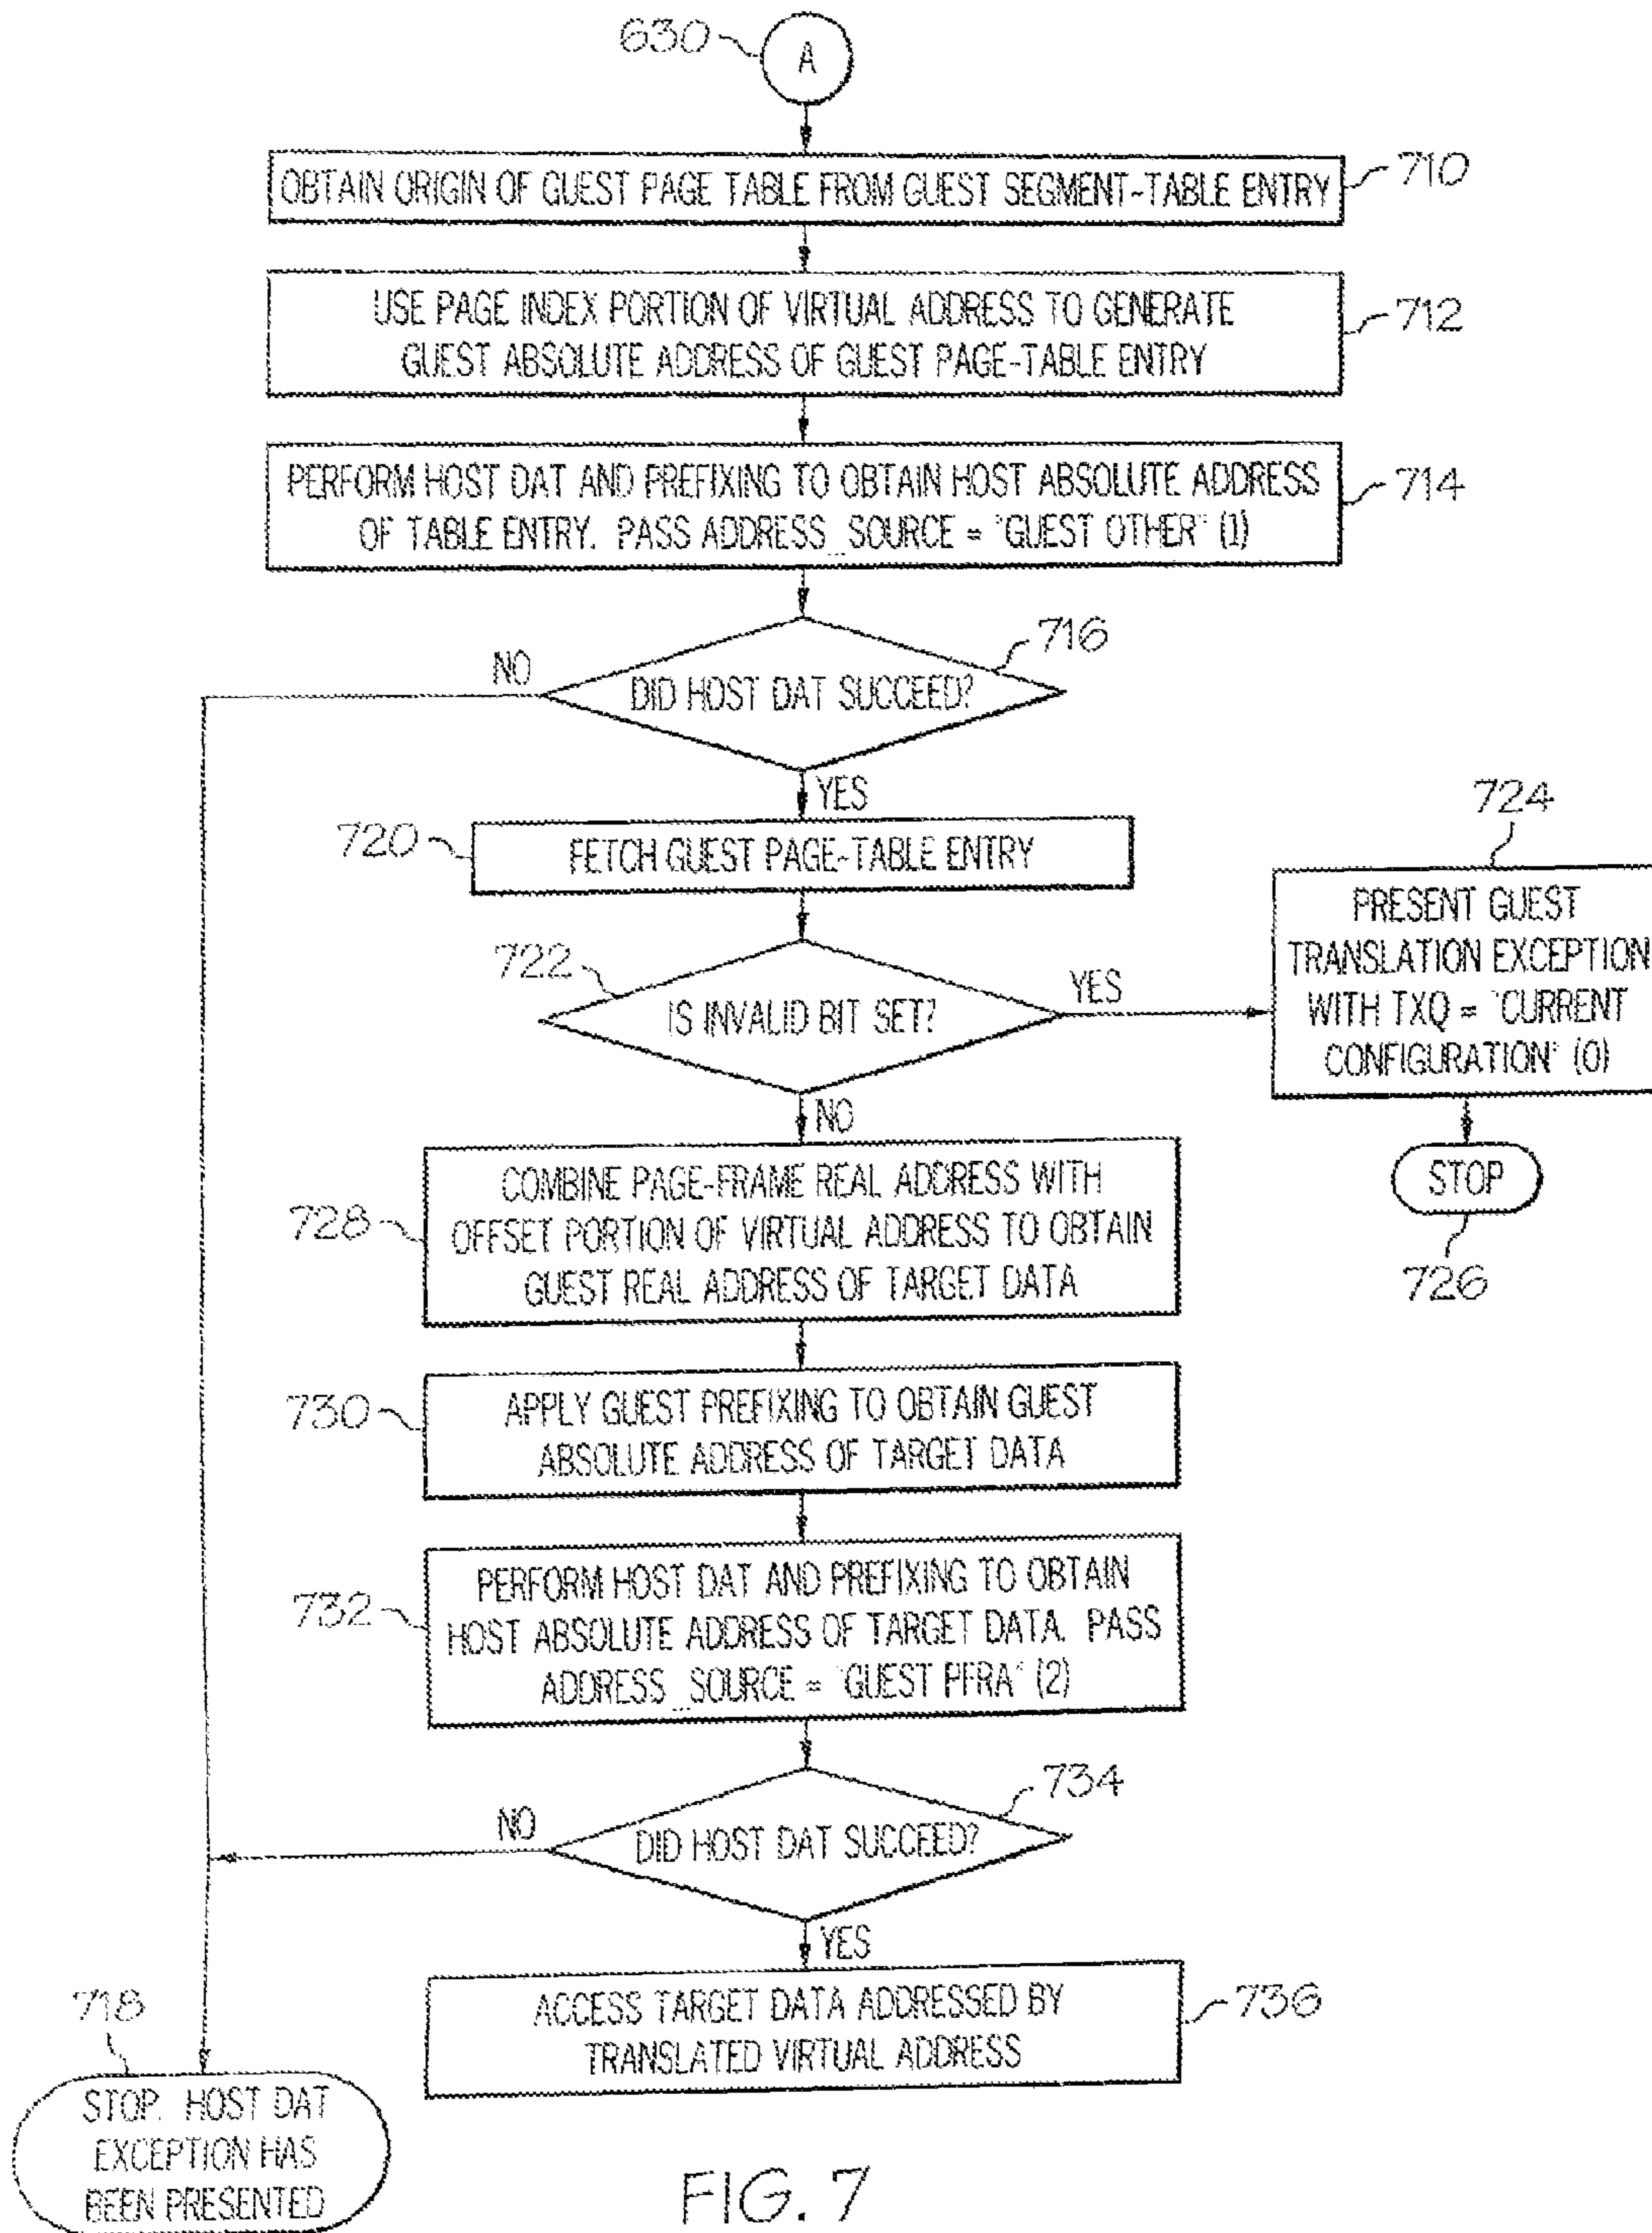 630
A
OBTAIN ORIGIN OF GUEST PAGE TABLE FROM GUEST SEGMENT-TABLE ENTRY
710
USE PAGE INDEX PORTION OF VIRTUAL ADDRESS TO GENERATE
GUEST ABSOLUTE ADDRESS OF GUEST PAGE-TABLE ENTRY
712
PERFORM HOST DAT AND PREFIXING TO OBTAIN HOST ABSOLUTE ADDRESS
OF TABLE ENTRY. PASS ADDRESS_SOURCE = "GUEST OTHER" (1)
714
716
NO
DID HOST DAT SUCCEED?
YES
720
FETCH GUEST PAGE-TABLE ENTRY
724
PRESENT GUEST
TRANSLATION EXCEPTION
WITH TXQ = "CURRENT
CONFIGURATION" (0)
722
IS INVALID BIT SET?
YES
NO
STOP
726
COMBINE PAGE-FRAME REAL ADDRESS WITH
OFFSET PORTION OF VIRTUAL ADDRESS TO OBTAIN
GUEST REAL ADDRESS OF TARGET DATA
728
730
APPLY GUEST PREFIXING TO OBTAIN GUEST
ABSOLUTE ADDRESS OF TARGET DATA
732
PERFORM HOST DAT AND PREFIXING TO OBTAIN
HOST ABSOLUTE ADDRESS OF TARGET DATA. PASS
ADDRESS_SOURCE = "GUEST PFRA" (2)
734
NO
DID HOST DAT SUCCEED?
YES
ACCESS TARGET DATA ADDRESSED BY
TRANSLATED VIRTUAL ADDRESS
736
718
STOP. HOST DAT
EXCEPTION HAS
BEEN PRESENTED
FIG. 7